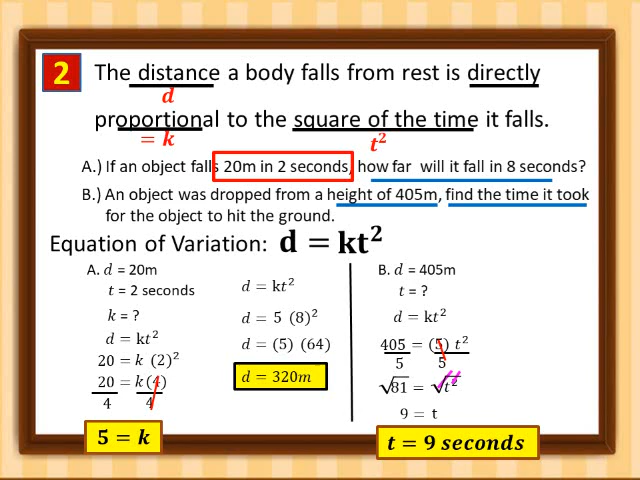 2
The distance a body falls from rest is directly
d
proportional to the square of the time it falls.
= k
t²
A.) If an object falls 20m in 2 seconds, how far will it fall in 8 seconds?
B.) An object was dropped from a height of 405m, find the time it took
for the object to hit the ground.
Equation of Variation: d = kt²
A. d = 20m
t = 2 seconds
k = ?
d = kt²
20 = k (2)²
20 = k(4)
4 4
5 = k
d = kt²
d = 5 (8)²
d = (5) (64)
d = 320m
B. d = 405m
t = ?
d = kt²
405 = (5) t²
5 5
√81 = √t²
9 = t
t = 9 seconds